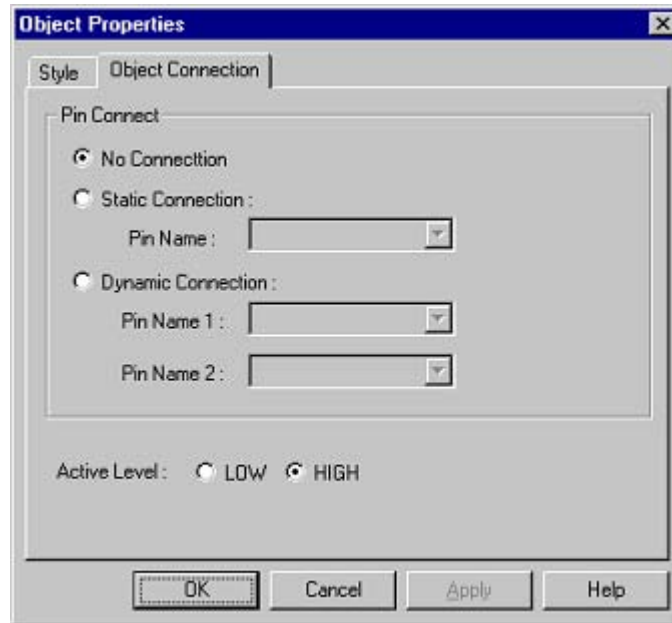 Object Properties
Style
Object Connection
Pin Connect
No Connecttion
Static Connection :
Pin Name :
Dynamic Connection :
Pin Name 1 :
Pin Name 2 :
Active Level : LOW HIGH
OK Cancel Apply Help